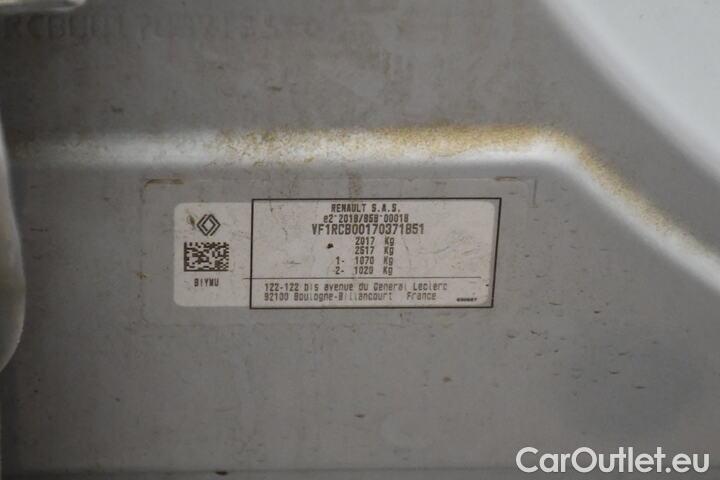 RENAULT S.A.S.
e2*2018/858*00018
VF1RCB00170371851
2017 Kg
2517 Kg
1- 1070 Kg
2- 1020 Kg
122-122 bis avenue du General Leclerc
92100 Boulogne-Billancourt France
CarOutlet.eu